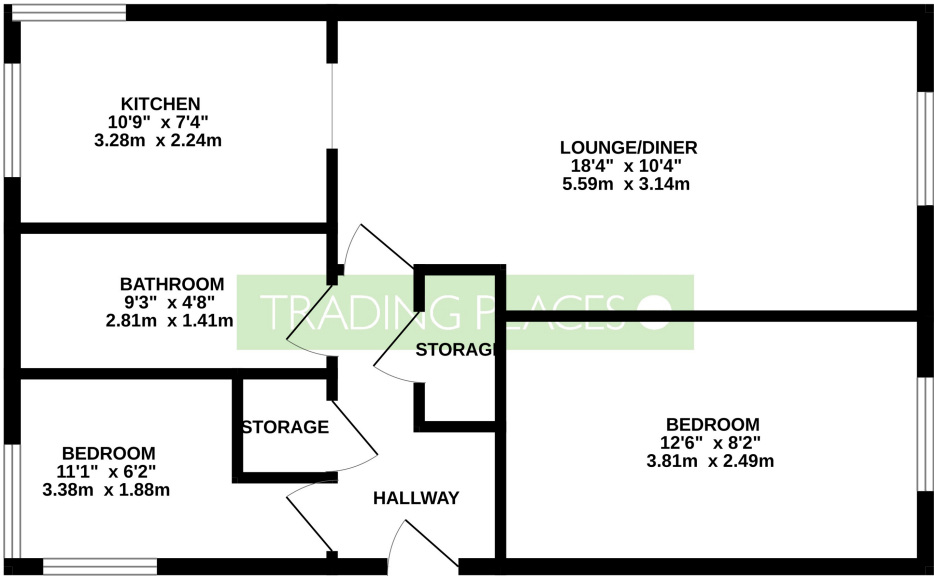 KITCHEN
10'9" x 7'4"
3.28m x 2.24m
LOUNGE/DINER
18'4" x 10'4"
5.59m x 3.14m
BATHROOM
9'3" x 4'8"
2.81m x 1.41m
TRADING PLACES
STORAGE
STORAGE
BEDROOM
12'6" x 8'2"
3.81m x 2.49m
BEDROOM
11'1" x 6'2"
3.38m x 1.88m
HALLWAY